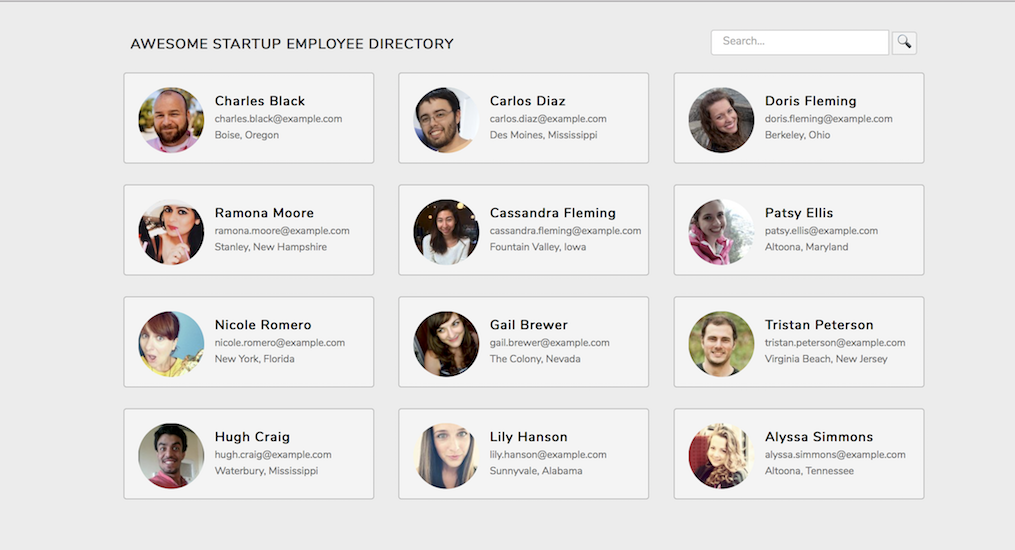 AWESOME STARTUP EMPLOYEE DIRECTORY
Search...
Charles Black
charles.black@example.com
Boise, Oregon
Carlos Diaz
carlos.diaz@example.com
Des Moines, Mississippi
Doris Fleming
doris.fleming@example.com
Berkeley, Ohio
Ramona Moore
ramona.moore@example.com
Stanley, New Hampshire
Cassandra Fleming
cassandra.fleming@example.com
Fountain Valley, Iowa
Patsy Ellis
patsy.ellis@example.com
Altoona, Maryland
Nicole Romero
nicole.romero@example.com
New York, Florida
Gail Brewer
gail.brewer@example.com
The Colony, Nevada
Tristan Peterson
tristan.peterson@example.com
Virginia Beach, New Jersey
Hugh Craig
hugh.craig@example.com
Waterbury, Mississippi
Lily Hanson
lily.hanson@example.com
Sunnyvale, Alabama
Alyssa Simmons
alyssa.simmons@example.com
Altoona, Tennessee